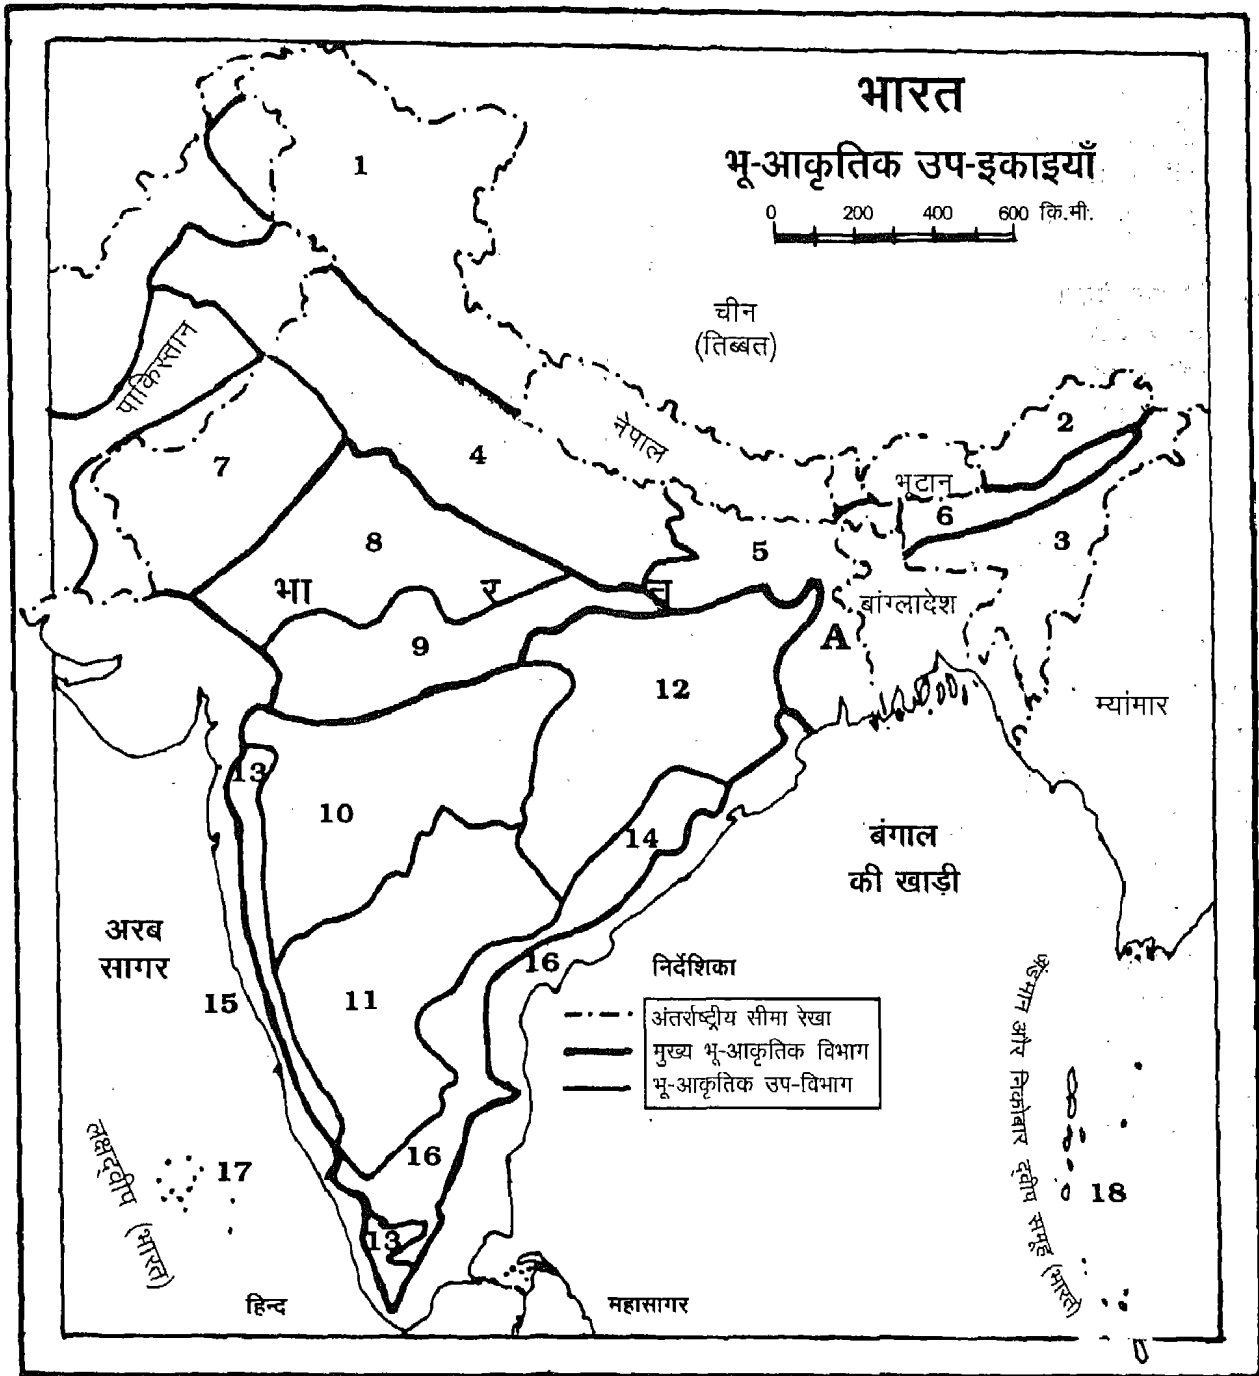 भारत
भू-आकृतिक उप-इकाइयाँ
0 200 400 600 कि.मी.
1
चीन
(तिब्बत)
पाकिस्तान
नेपाल
2
भूटान
7
4
6
3
8
5
भा र त
बांग्लादेश
9
A
12
म्यांमार
13
10
14
बंगाल
की खाड़ी
अरब
सागर
15
11
16
निर्देशिका
अंतर्राष्ट्रीय सीमा रेखा
मुख्य भू-आकृतिक विभाग
भू-आकृतिक उप-विभाग
16
लक्षद्वीप (भारत)
17
अंडमान और निकोबार द्वीप समूह (भारत)
18
13
हिन्द महासागर